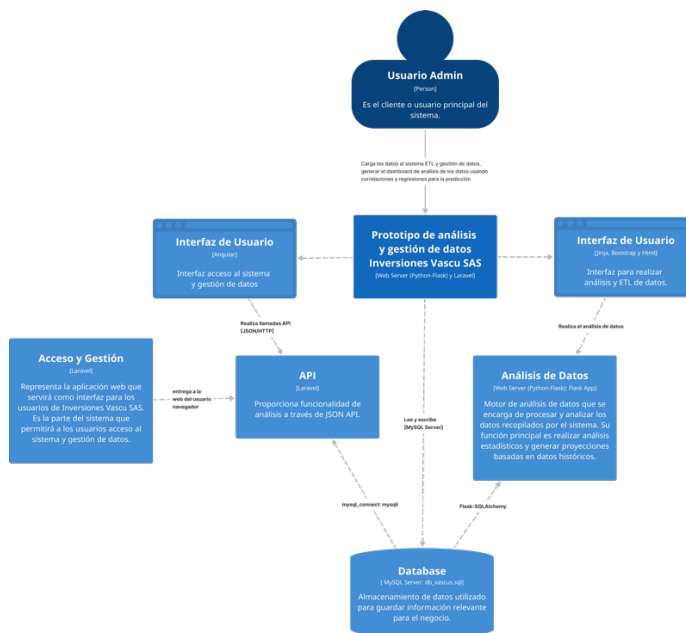 Usuario Admin
[Person]
Es el cliente o usuario principal del
sistema.
Carga los datos al sistema ETL y gestión de datos,
generar el dashboard de análisis de los datos usando
correlaciones y regresiones para la predicción
Interfaz de Usuario
[Angular]
Interfaz acceso al sistema
y gestión de datos
Prototipo de análisis
y gestión de datos
Inversiones Vascu SAS
[Web Server (Python-Flask) y Laravel]
Interfaz de Usuario
[Jinja, Boostrap y Html]
Interfaz para realizar
análisis y ETL de datos.
Realiza llamadas API
[JSON/HTTP]
Realiza el análisis de datos
Acceso y Gestión
[Laravel]
Representa la aplicación web que
servirá como interfaz para los
usuarios de Inversiones Vascu SAS.
Es la parte del sistema que
permitirá a los usuarios acceso al
sistema y gestión de datos.
entrega a la
web del usuario
navegador
API
[Laravel]
Proporciona funcionalidad de
análisis a través de JSON API.
Lee y escribe
[MySQL Server]
Análisis de Datos
[Web Server (Python-Flask): Flask App]
Motor de análisis de datos que se
encarga de procesar y analizar los
datos recopilados por el sistema. Su
función principal es realizar análisis
estadísticos y generar proyecciones
basadas en datos históricos.
mysql_connect: mysqli
Flask-SQLAlchemy
Database
[ MySQL Server: db_vascus.sql]
Almacenamiento de datos utilizado
para guardar información relevante
para el negocio.